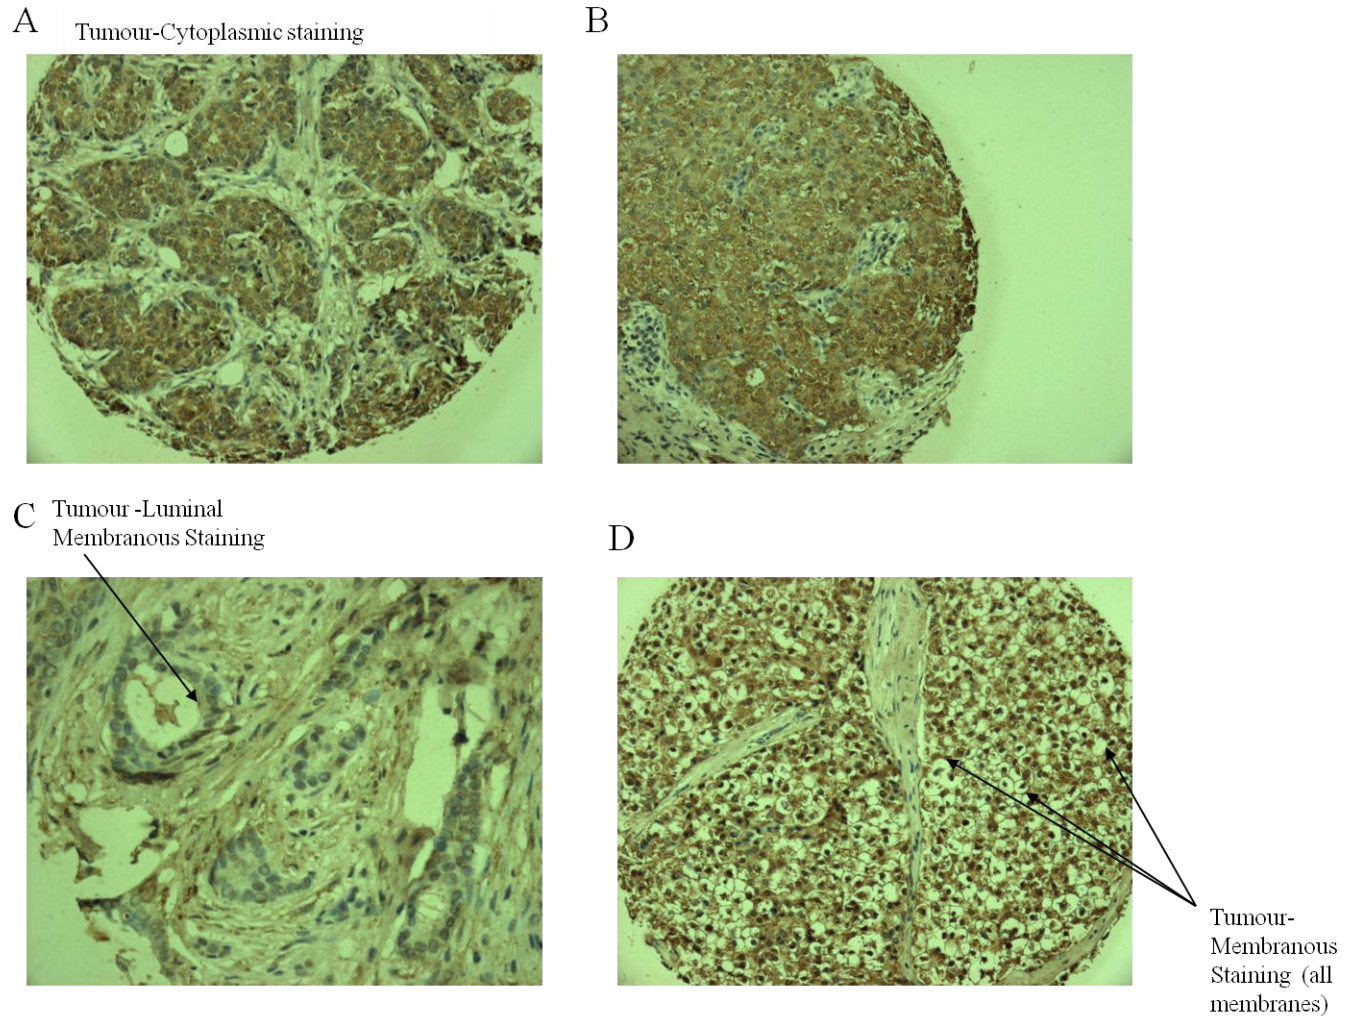 A
Tumour-Cytoplasmic staining
B
C
Tumour -Luminal
Membranous Staining
D
Tumour-
Membranous
Staining (all
membranes)